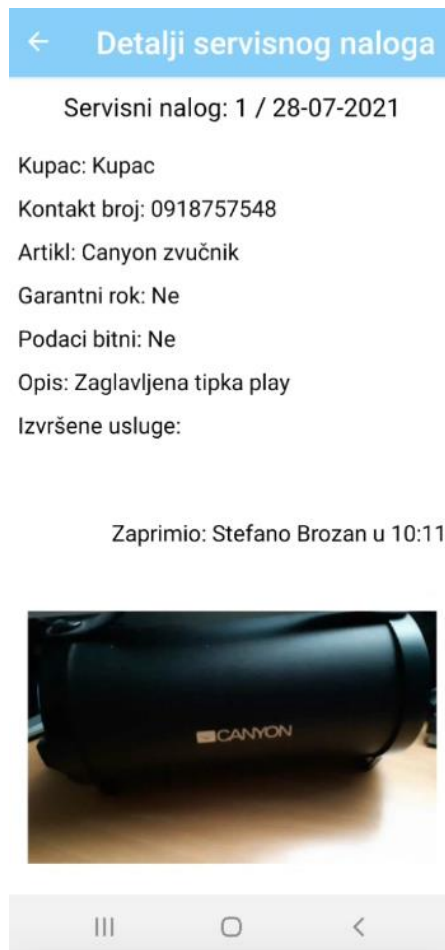 Detalji servisnog naloga
Servisni nalog: 1 / 28-07-2021
Kupac: Kupac
Kontakt broj: 0918757548
Artikl: Canyon zvučnik
Garantni rok: Ne
Podaci bitni: Ne
Opis: Zaglavljena tipka play
Izvršene usluge:
Zaprimio: Stefano Brozan u 10:11
CANYON